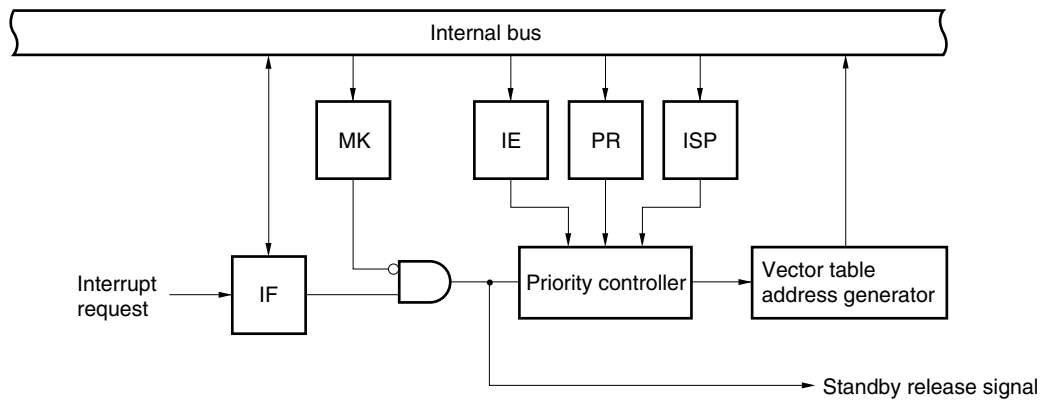 Internal bus
MK
IE
PR
ISP
Interrupt
request
IF
Priority controller
Vector table
address generator
Standby release signal